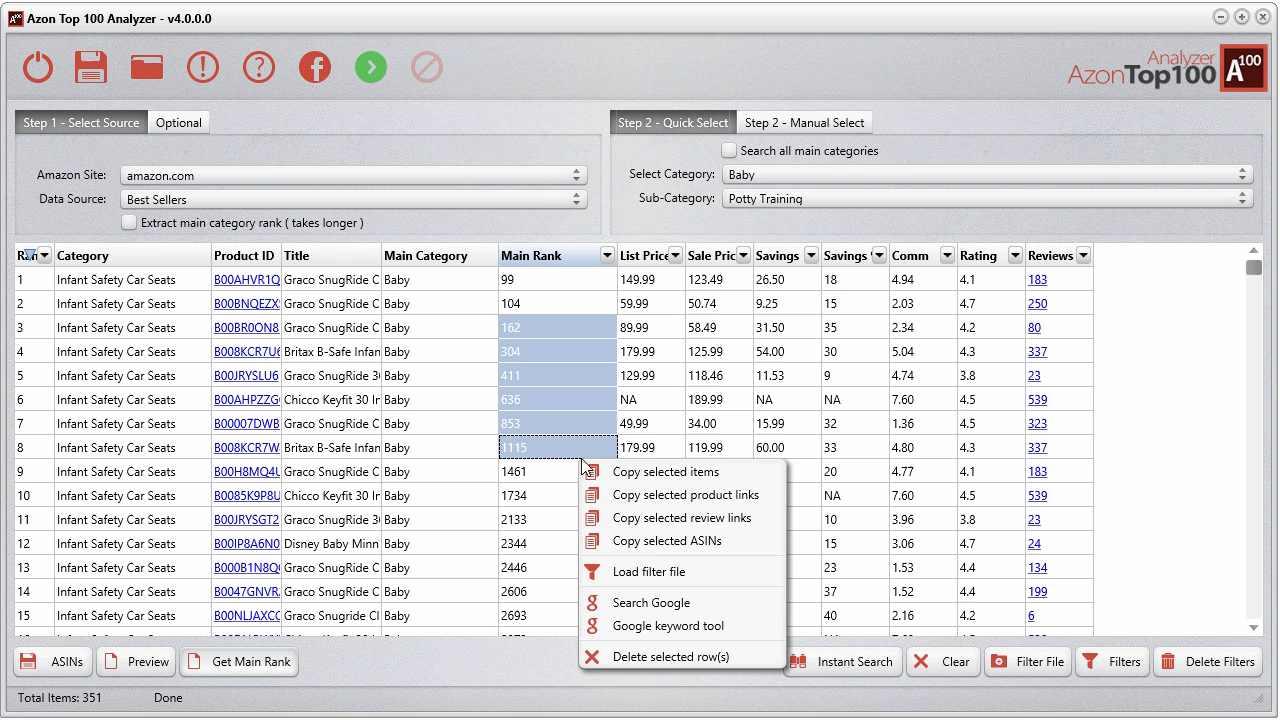 Azon Top 100 Analyzer - v4.0.0.0
Analyzer
AzonTop100
A100
Step 1 - Select Source Optional
Step 2 - Quick Select Step 2 - Manual Select
Search all main categories
Amazon Site: amazon.com
Select Category: Baby
Data Source: Best Sellers
Sub-Category: Potty Training
Extract main category rank ( takes longer )
Category Product ID Title Main Category Main Rank List Price Sale Pric Savings Savings Comm Rating Reviews
1 Infant Safety Car Seats B00AHVR1Q Graco SnugRide C Baby 99 149.99 123.49 26.50 18 4.94 4.1 183
2 Infant Safety Car Seats B00BNQEZX Graco SnugRide C Baby 104 59.99 50.74 9.25 15 2.03 4.7 250
3 Infant Safety Car Seats B00BR0ON8 Graco SnugRide C Baby 162 89.99 58.49 31.50 35 2.34 4.2 80
4 Infant Safety Car Seats B008KCR7U6 Britax B-Safe Infan Baby 304 179.99 125.99 54.00 30 5.04 4.3 337
5 Infant Safety Car Seats B00JRYSLU6 Graco SnugRide 30 Baby 411 129.99 118.46 11.53 9 4.74 3.8 23
6 Infant Safety Car Seats B00AHPZZG Chicco Keyfit 30 In Baby 636 NA 189.99 NA NA 7.60 4.5 539
7 Infant Safety Car Seats B00007DWB Graco SnugRide C Baby 853 49.99 34.00 15.99 32 1.36 4.5 323
8 Infant Safety Car Seats B008KCR7W Britax B-Safe Infan Baby 1115 179.99 119.99 60.00 33 4.80 4.3 337
9 Infant Safety Car Seats B00H8MQ4U Graco SnugRide C Baby 1461 20 4.77 4.1 183
10 Infant Safety Car Seats B0085K9P8U Chicco Keyfit 30 In Baby 1734 NA 7.60 4.5 539
11 Infant Safety Car Seats B00JRYSGT2 Graco SnugRide 30 Baby 2133 10 3.96 3.8 23
12 Infant Safety Car Seats B00IP8A6N0 Disney Baby Minn Baby 2344 15 3.06 4.7 24
13 Infant Safety Car Seats B000B1N8Q Graco SnugRide C Baby 2446 23 1.53 4.4 134
14 Infant Safety Car Seats B0047GNVR Graco SnugRide C Baby 2606 37 1.52 4.4 199
15 Infant Safety Car Seats B00NLJAXCC Graco Snugride Cl Baby 2693 40 2.16 4.2 6
Copy selected items
Copy selected product links
Copy selected review links
Copy selected ASINs
Load filter file
Search Google
Google keyword tool
Delete selected row(s)
ASINs Preview Get Main Rank Instant Search Clear Filter File Filters Delete Filters
Total Items: 351 Done